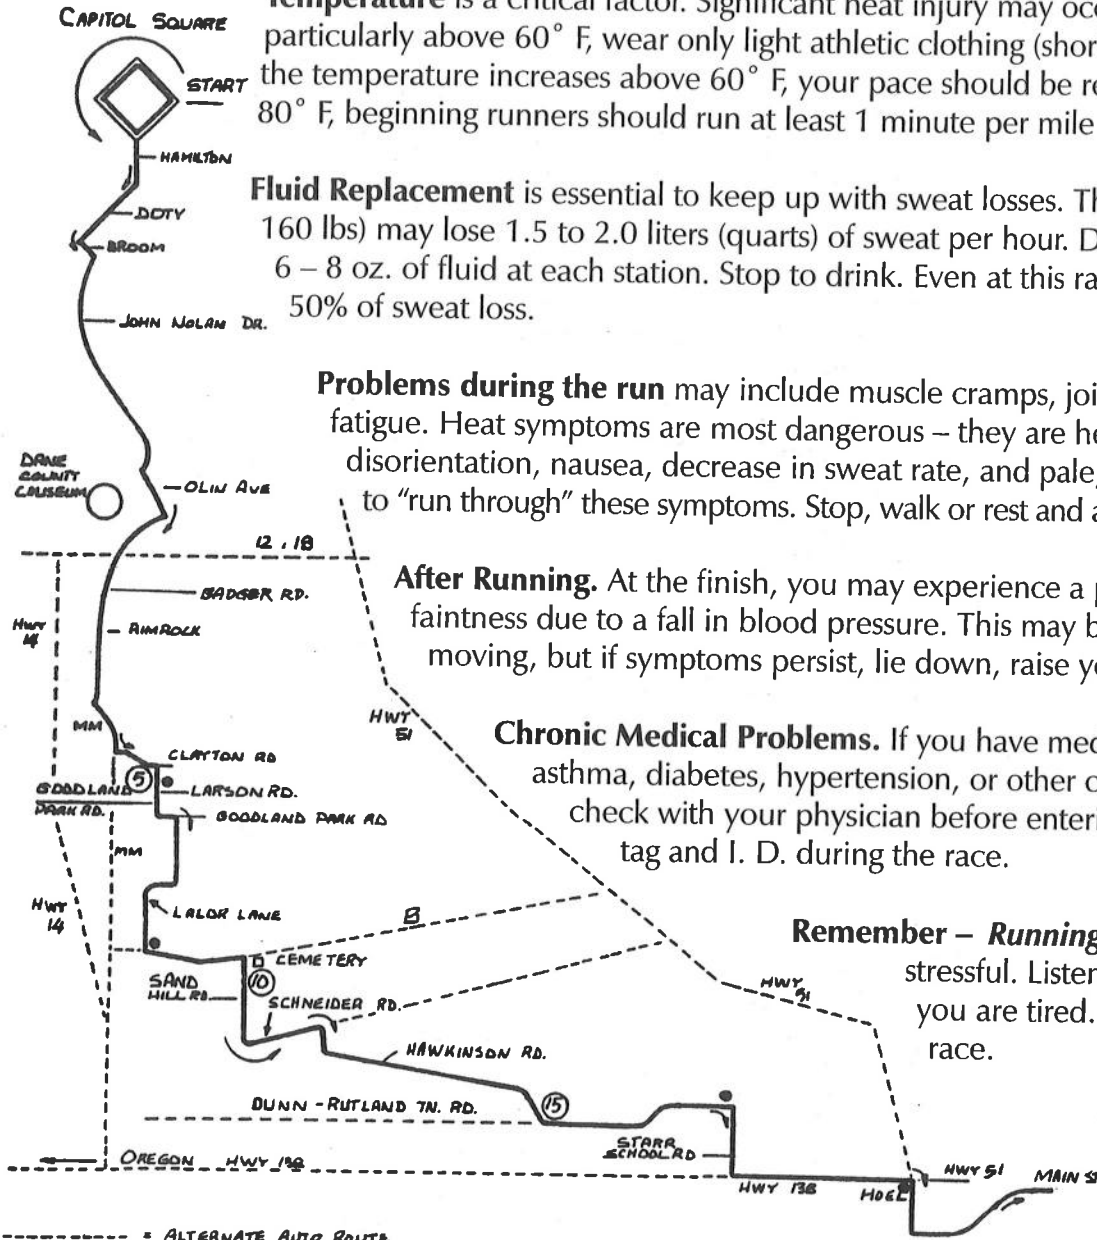 Temperature is a critical factor. Significant heat injury may occ
particularly above 60° F, wear only light athletic clothing (shor
the temperature increases above 60° F, your pace should be re
80° F, beginning runners should run at least 1 minute per mile
Fluid Replacement is essential to keep up with sweat losses. Th
160 lbs) may lose 1.5 to 2.0 liters (quarts) of sweat per hour. D
6 – 8 oz. of fluid at each station. Stop to drink. Even at this ra
50% of sweat loss.
Problems during the run may include muscle cramps, joi
fatigue. Heat symptoms are most dangerous – they are he
disorientation, nausea, decrease in sweat rate, and pale,
to “run through” these symptoms. Stop, walk or rest and a
After Running. At the finish, you may experience a p
faintness due to a fall in blood pressure. This may b
moving, but if symptoms persist, lie down, raise yo
Chronic Medical Problems. If you have med
asthma, diabetes, hypertension, or other c
check with your physician before enteri
tag and I. D. during the race.
Remember – Running
stressful. Listen
you are tired.
race.
CAPITOL SQUARE
START
HAMILTON
DOTY
BROOM
JOHN NOLAN DR.
DANE
COUNTY
COLISEUM
OLIN AVE
12 , 18
BADGER RD.
HWY
14
RIMROCK
MM
HWY
51
CLAYTON RD
5
GOODLAND
PARK RD.
LARSON RD.
GOODLAND PARK RD
MM
HWY
14
LALOR LANE
B
CEMETERY
10
SAND
HILL RD.
SCHNEIDER RD.
HWY
51
HAWKINSON RD.
DUNN - RUTLAND TN. RD.
15
STARR
SCHOOL RD
OREGON HWY 138
HWY 138
HOEL
HWY 51
MAIN S
= ALTERNATE AUTO ROUTE